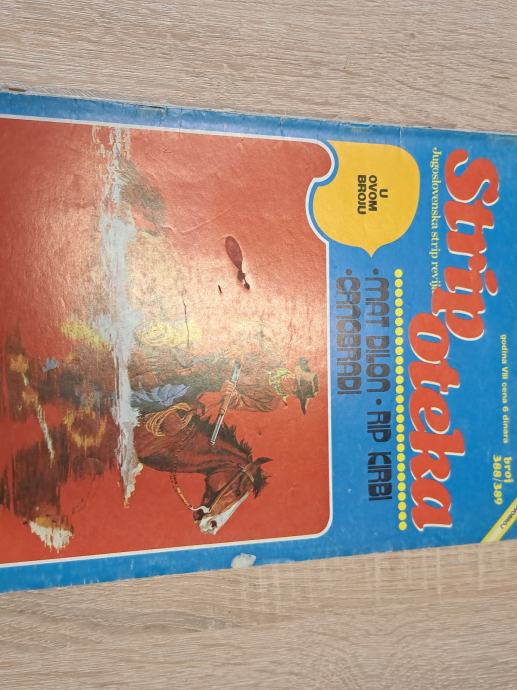 Strip
oteka
Jugoslovenska strip revija
godina VIII cena 6 dinara
broj
388/389
U
OVOM
BROJU
•MAT DILON • RIP KIRBI
•CRNOBRADI